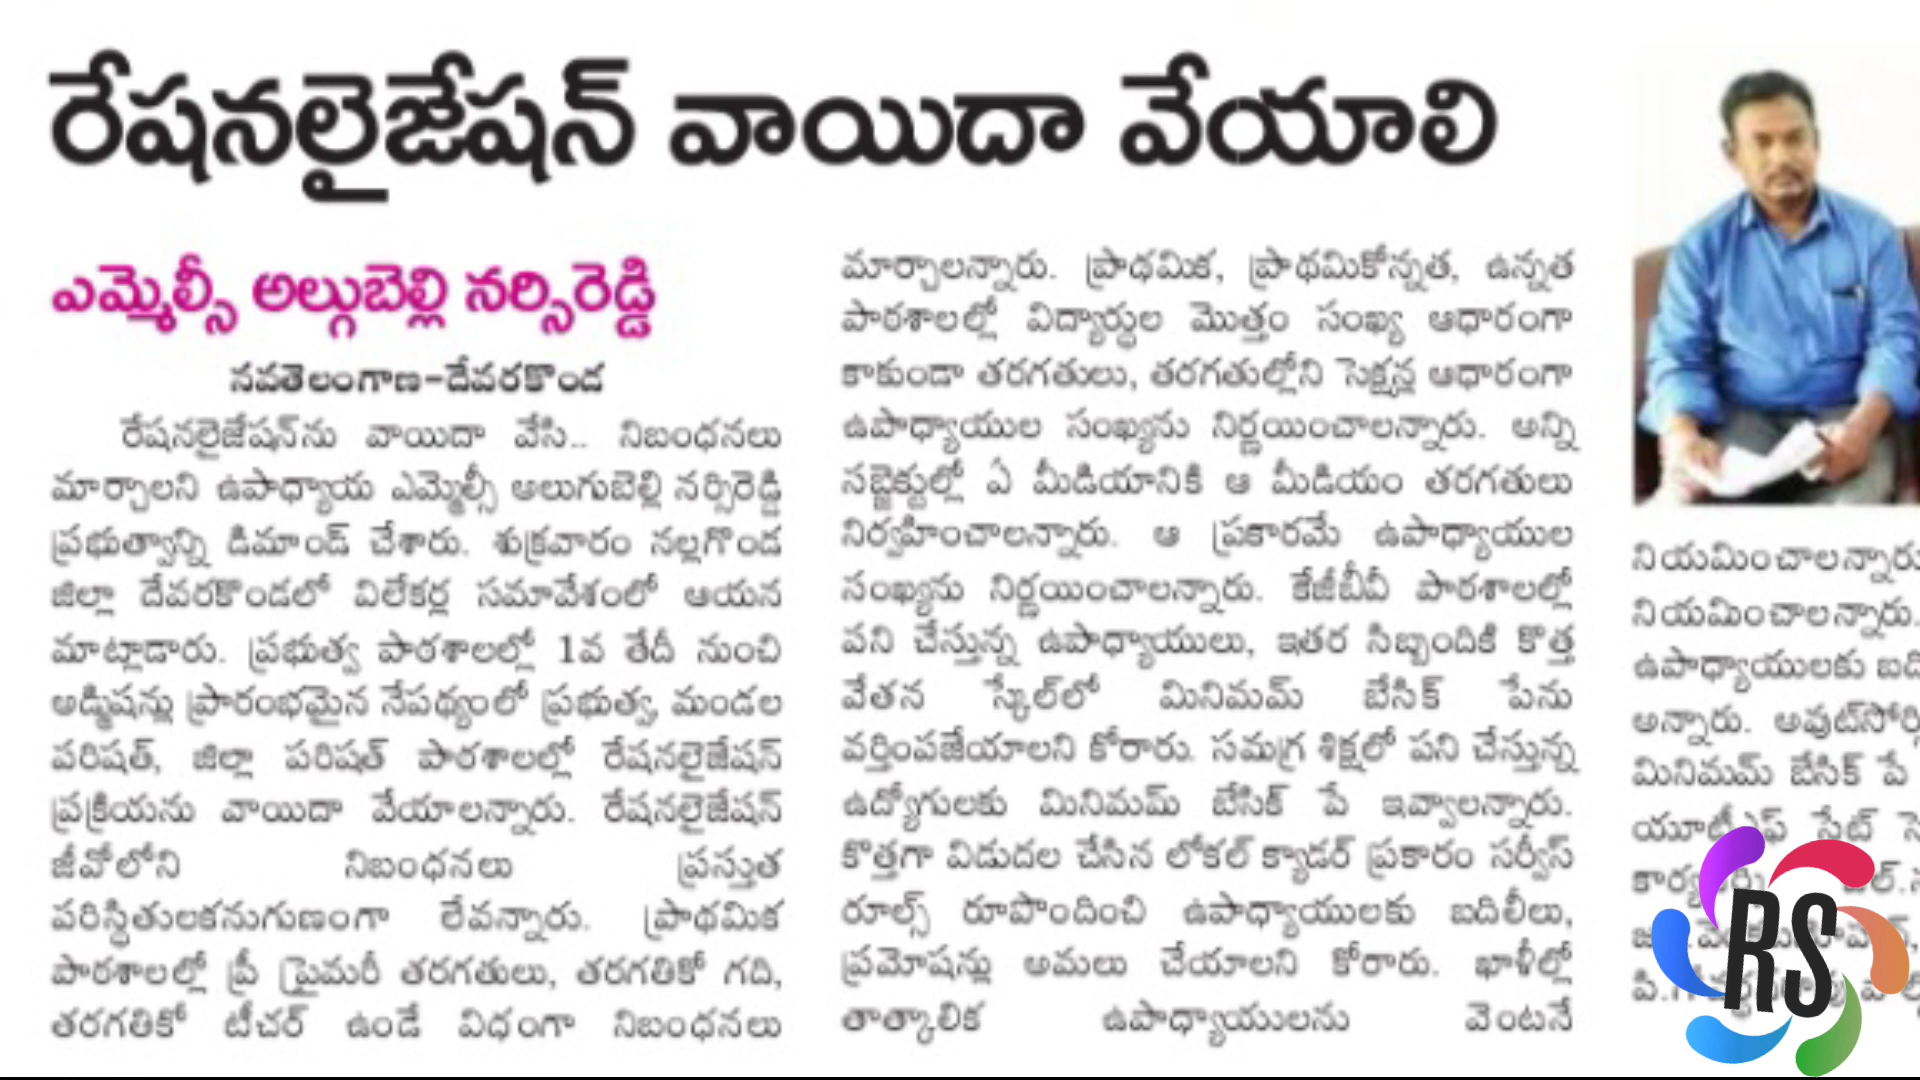 రేషనలైజేషన్ వాయిదా వేయాలి
ఎమ్మెల్సీ అల్గుబెల్లి నర్సిరెడ్డి
నవతెలంగాణ-దేవరకొండ
రేషనలైజేషన్‌ను వాయిదా వేసి.. నిబంధనలు
మార్చాలని ఉపాధ్యాయ ఎమ్మెల్సీ అలుగుబెల్లి నర్సిరెడ్డి
ప్రభుత్వాన్ని డిమాండ్ చేశారు. శుక్రవారం నల్లగొండ
జిల్లా దేవరకొండలో విలేకర్ల సమావేశంలో ఆయన
మాట్లాడారు. ప్రభుత్వ పాఠశాలల్లో 1వ తేదీ నుంచి
అడ్మిషన్లు ప్రారంభమైన నేపథ్యంలో ప్రభుత్వ, మండల
పరిషత్, జిల్లా పరిషత్ పాఠశాలల్లో రేషనలైజేషన్
ప్రక్రియను వాయిదా వేయాలన్నారు. రేషనలైజేషన్
జీవోలోని నిబంధనలు ప్రస్తుత
పరిస్థితులకనుగుణంగా లేవన్నారు. ప్రాథమిక
పాఠశాలల్లో ప్రీ ప్రైమరీ తరగతులు, తరగతికో గది,
తరగతికో టీచర్ ఉండే విధంగా నిబంధనలు
మార్చాలన్నారు. ప్రాథమిక, ప్రాథమికోన్నత, ఉన్నత
పాఠశాలల్లో విద్యార్థుల మొత్తం సంఖ్య ఆధారంగా
కాకుండా తరగతులు, తరగతుల్లోని సెక్షన్ల ఆధారంగా
ఉపాధ్యాయుల సంఖ్యను నిర్ణయించాలన్నారు. అన్ని
సబ్జెక్టుల్లో ఏ మీడియానికి ఆ మీడియం తరగతులు
నిర్వహించాలన్నారు. ఆ ప్రకారమే ఉపాధ్యాయుల
సంఖ్యను నిర్ణయించాలన్నారు. కేజీబీవీ పాఠశాలల్లో
పని చేస్తున్న ఉపాధ్యాయులు, ఇతర సిబ్బందికి కొత్త
వేతన స్కేల్‌లో మినిమమ్ బేసిక్ పేను
వర్తింపజేయాలని కోరారు. సమగ్ర శిక్షలో పని చేస్తున్న
ఉద్యోగులకు మినిమమ్ బేసిక్ పే ఇవ్వాలన్నారు.
కొత్తగా విడుదల చేసిన లోకల్ క్యాడర్ ప్రకారం సర్వీస్
రూల్స్ రూపొందించి ఉపాధ్యాయులకు బదిలీలు,
ప్రమోషన్లు అమలు చేయాలని కోరారు. ఖాళీల్లో
తాత్కాలిక ఉపాధ్యాయులను వెంటనే
నియమించాలన్నారు
నియమించాలన్నారు.
ఉపాధ్యాయులకు బది
అన్నారు. అవుట్‌సోర్సి
మినిమమ్ బేసిక్ పే
యూటీఎఫ్ స్టేట్
RS